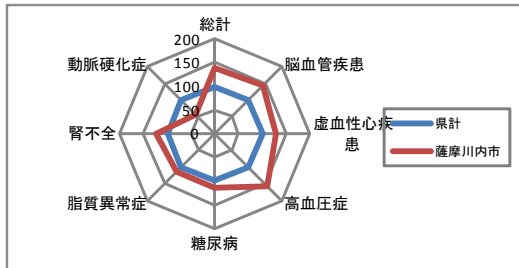 総計
脳血管疾患
虚血性心疾
患
高血圧症
糖尿病
脂質異常症
腎不全
動脈硬化症
200
150
100
50
0
県計
薩摩川内市